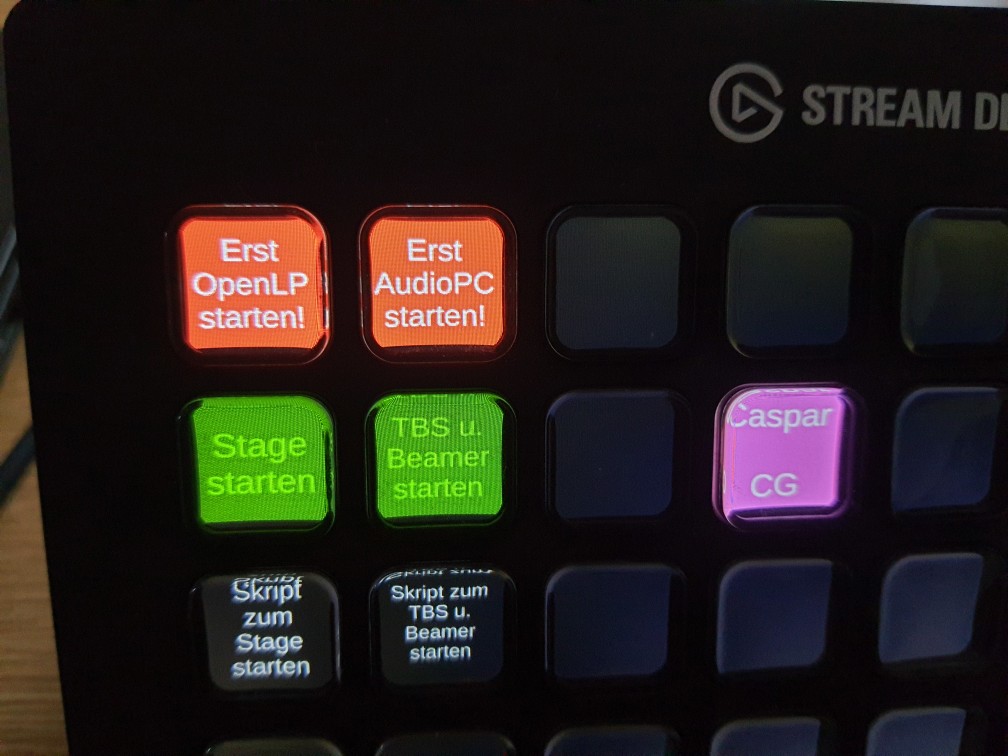 STREAM DE
Erst
OpenLP
starten!
Erst
AudioPC
starten!
Stage
starten
TBS u.
Beamer
starten
Caspar
CG
Skript
zum
Stage
starten
Skript zum
TBS u.
Beamer
starten